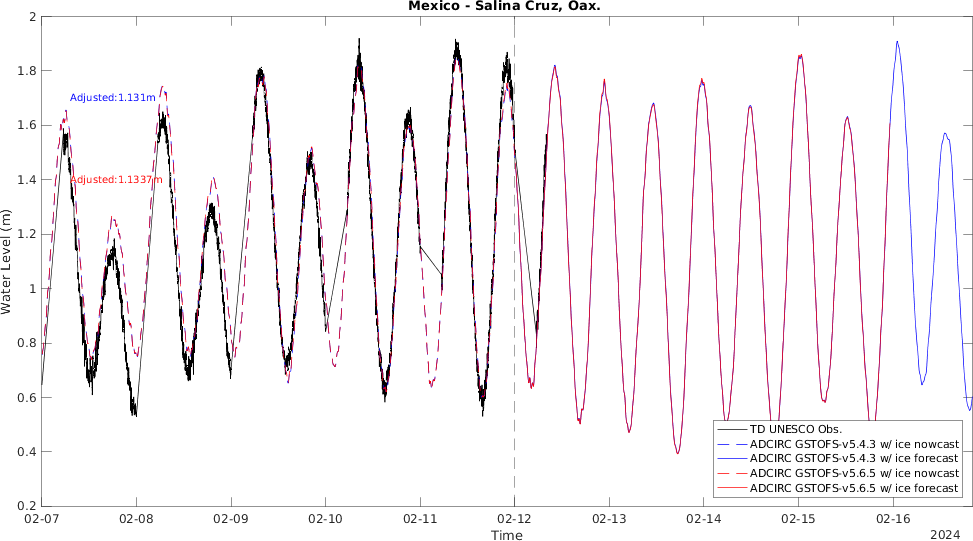 Mexico - Salina Cruz, Oax.
2
1.8
1.6
1.4
1.2
1
0.8
0.6
0.4
0.2
Water Level (m)
Adjusted:1.131m
Adjusted:1.1337m
TD UNESCO Obs.
ADCIRC GSTOFS-v5.4.3 w/ ice nowcast
ADCIRC GSTOFS-v5.4.3 w/ ice forecast
ADCIRC GSTOFS-v5.6.5 w/ ice nowcast
ADCIRC GSTOFS-v5.6.5 w/ ice forecast
02-07 02-08 02-09 02-10 02-11 02-12 02-13 02-14 02-15 02-16
Time
2024